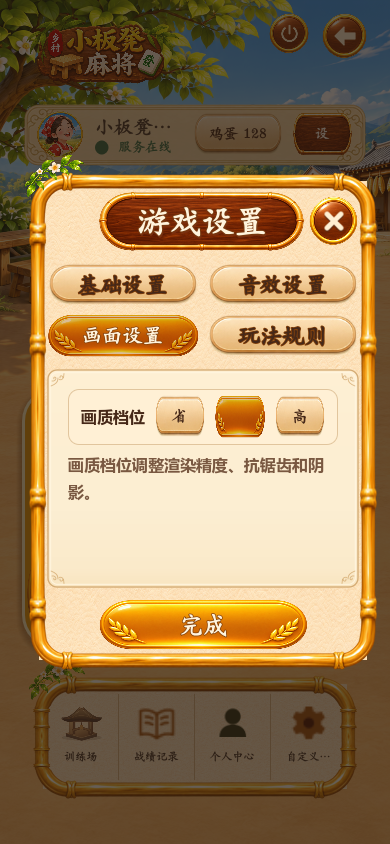 乡村
小板凳
麻将
發
小板凳…
服务在线
鸡蛋 128
设
游戏设置
基础设置
音效设置
画面设置
玩法规则
画质档位
省
高
画质档位调整渲染精度、抗锯齿和阴
影。
完成
训练场
战绩记录
个人中心
自定义…